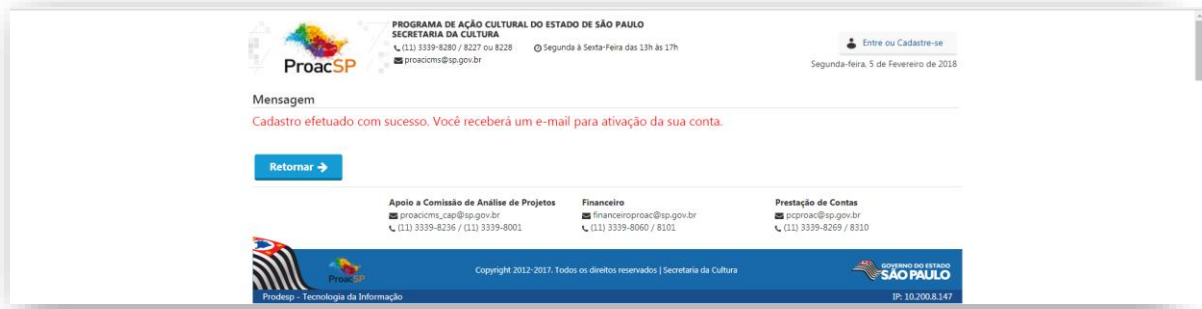 PROGRAMA DE AÇÃO CULTURAL DO ESTADO DE SÃO PAULO
SECRETARIA DA CULTURA
(11) 3339-8280 / 8227 ou 8228 Segunda à Sexta-Feira das 13h às 17h
proacicms@sp.gov.br
ProacSP
Entre ou Cadastre-se
Segunda-feira, 5 de Fevereiro de 2018
Mensagem
Cadastro efetuado com sucesso. Você receberá um e-mail para ativação da sua conta.
Retornar
Apoio a Comissão de Análise de Projetos
proacicms_cap@sp.gov.br
(11) 3339-8236 / (11) 3339-8001
Financeiro
financeiroproac@sp.gov.br
(11) 3339-8060 / 8101
Prestação de Contas
pcproac@sp.gov.br
(11) 3339-8269 / 8310
ProacSP
Copyright 2012-2017. Todos os direitos reservados | Secretaria da Cultura
GOVERNO DO ESTADO
SÃO PAULO
Prodesp - Tecnologia da Informação
IP: 10.200.8.147